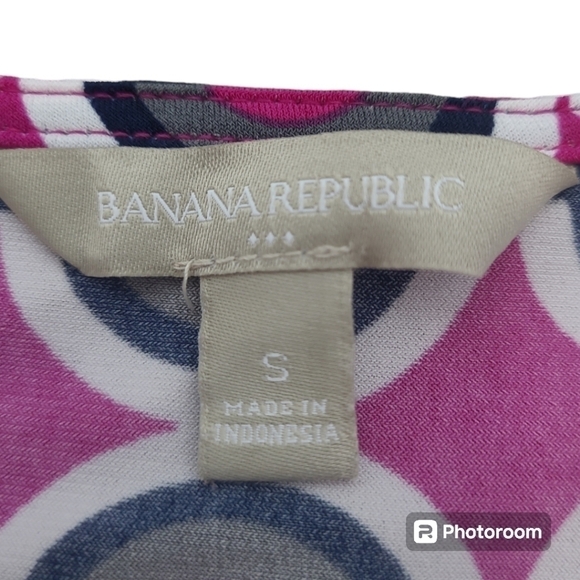 BANANA REPUBLIC
S
MADE IN
INDONESIA
Photoroom